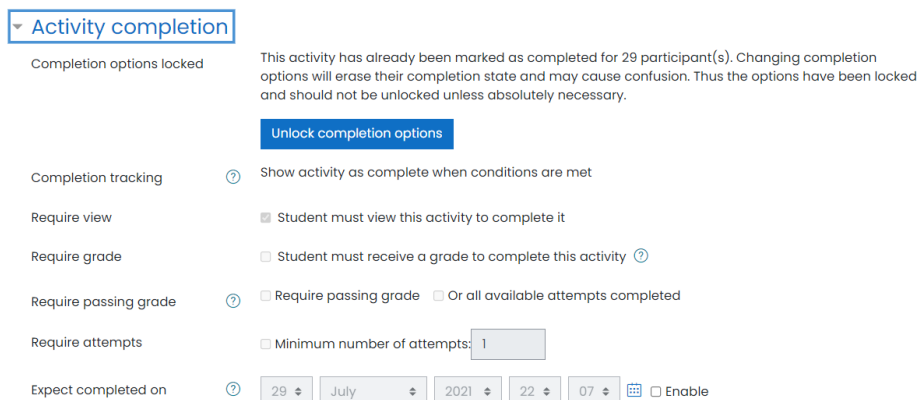 Activity completion
Completion options locked
This activity has already been marked as completed for 29 participant(s). Changing completion
options will erase their completion state and may cause confusion. Thus the options have been locked
and should not be unlocked unless absolutely necessary.
Unlock completion options
Completion tracking ? Show activity as complete when conditions are met
Require view Student must view this activity to complete it
Require grade Student must receive a grade to complete this activity ?
Require passing grade ? Require passing grade Or all available attempts completed
Require attempts Minimum number of attempts: 1
Expect completed on ? 29 July 2021 22 07 Enable